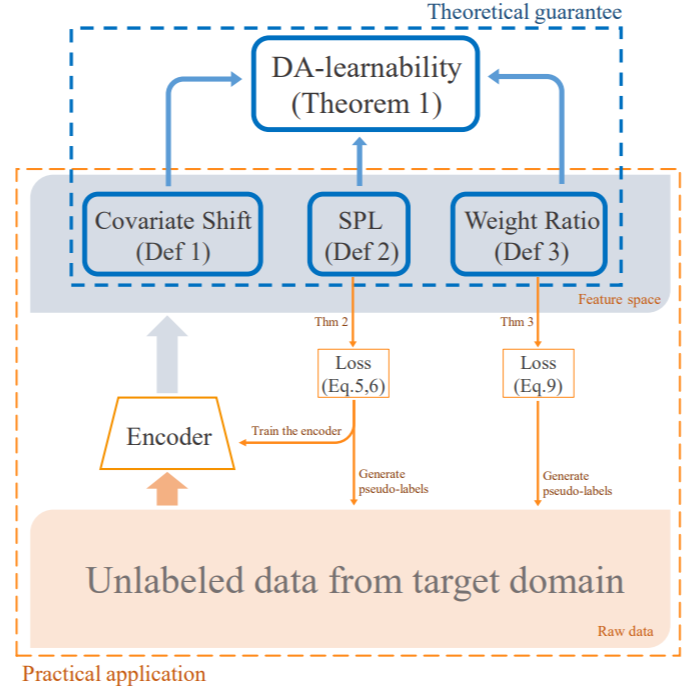 Theoretical guarantee
DA-learnability
(Theorem 1)
Covariate Shift
(Def 1)
SPL
(Def 2)
Weight Ratio
(Def 3)
Feature space
Thm 2
Thm 3
Loss
(Eq.5,6)
Loss
(Eq.9)
Encoder
Train the encoder
Generate
pseudo-labels
Generate
pseudo-labels
Unlabeled data from target domain
Raw data
Practical application